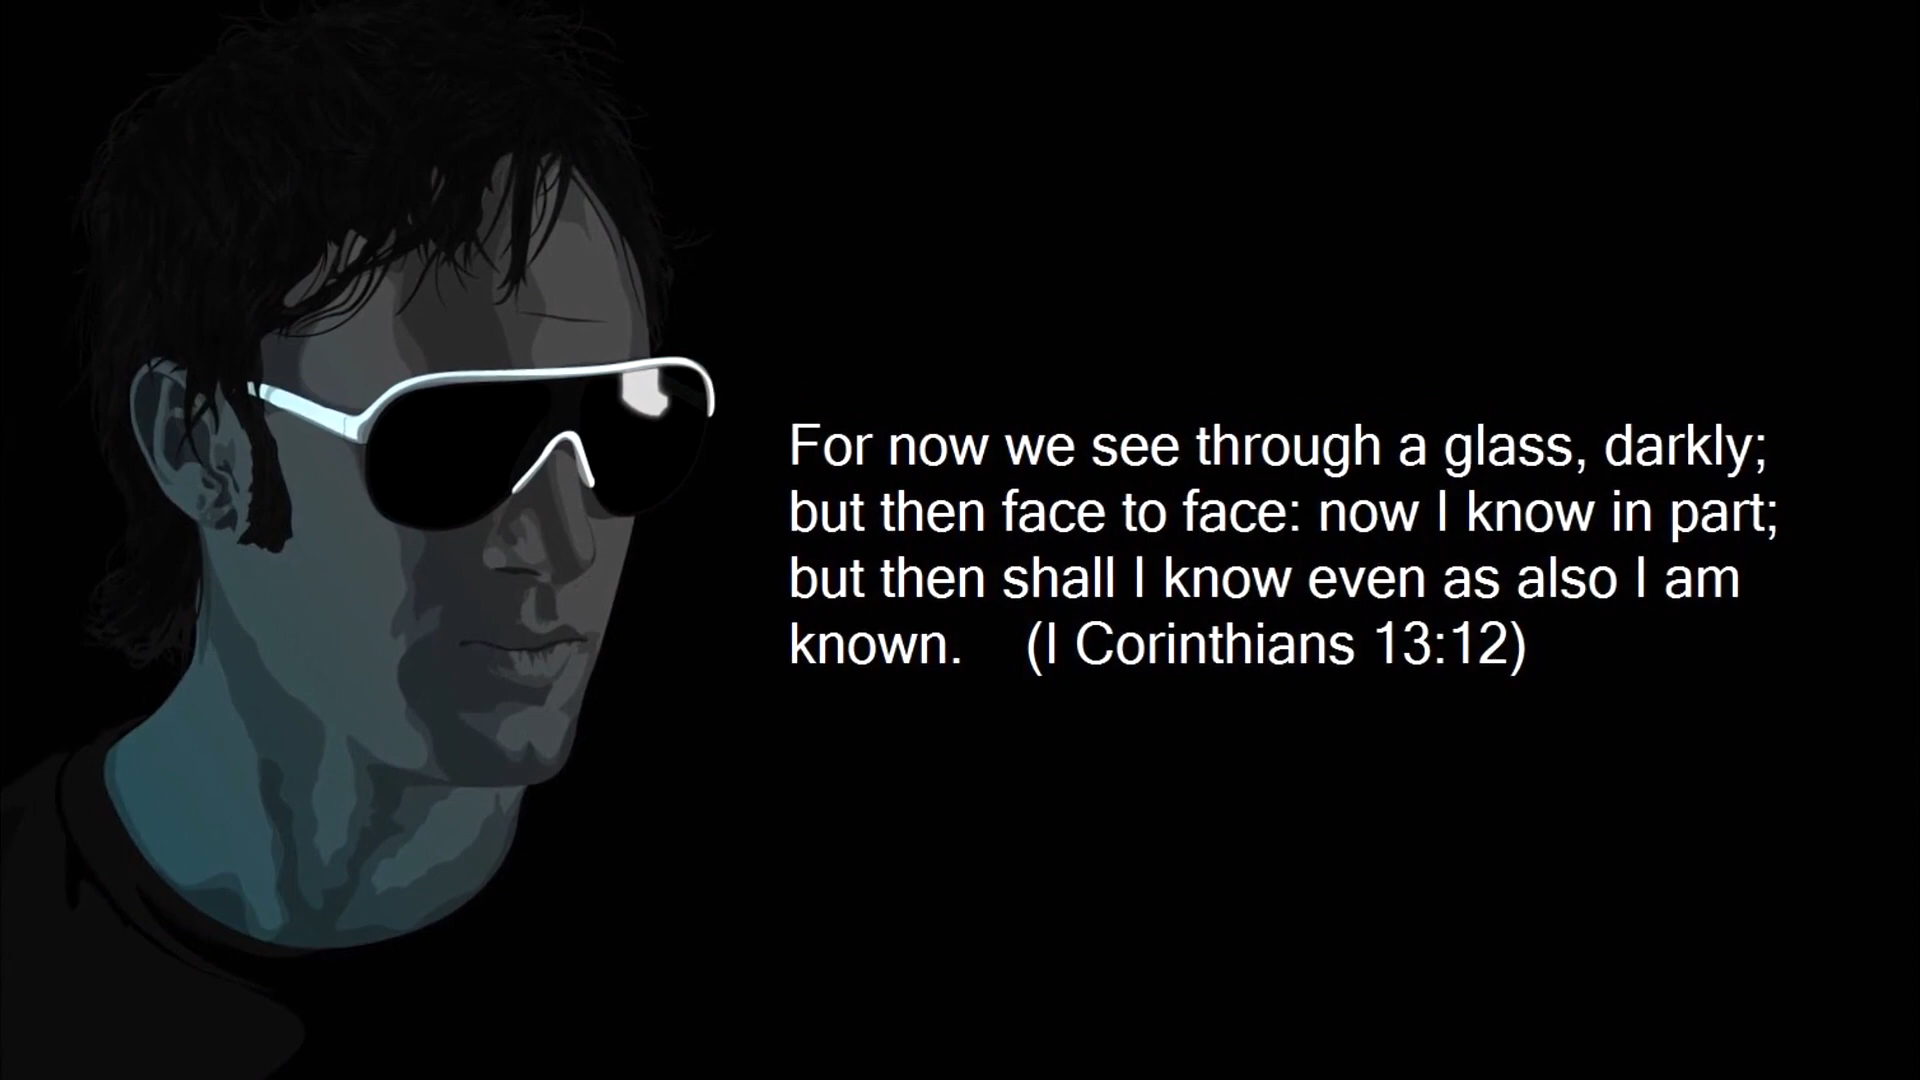 For now we see through a glass, darkly;
but then face to face: now I know in part;
but then shall I know even as also I am
known.    (I Corinthians 13:12)